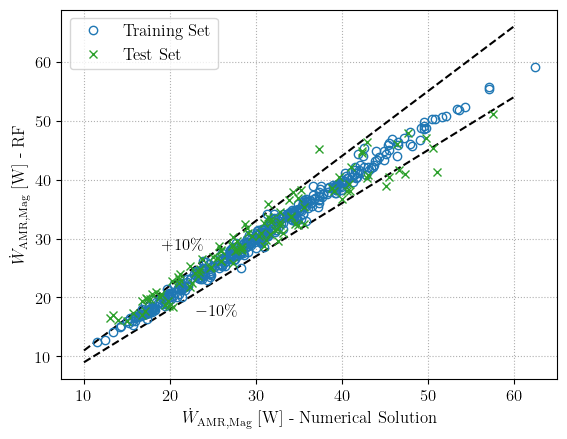 Training Set
Test Set
60
50
40
30
20
10
Ẇ_AMR,Mag [W] - RF
+10%
−10%
10 20 30 40 50 60
Ẇ_AMR,Mag [W] - Numerical Solution